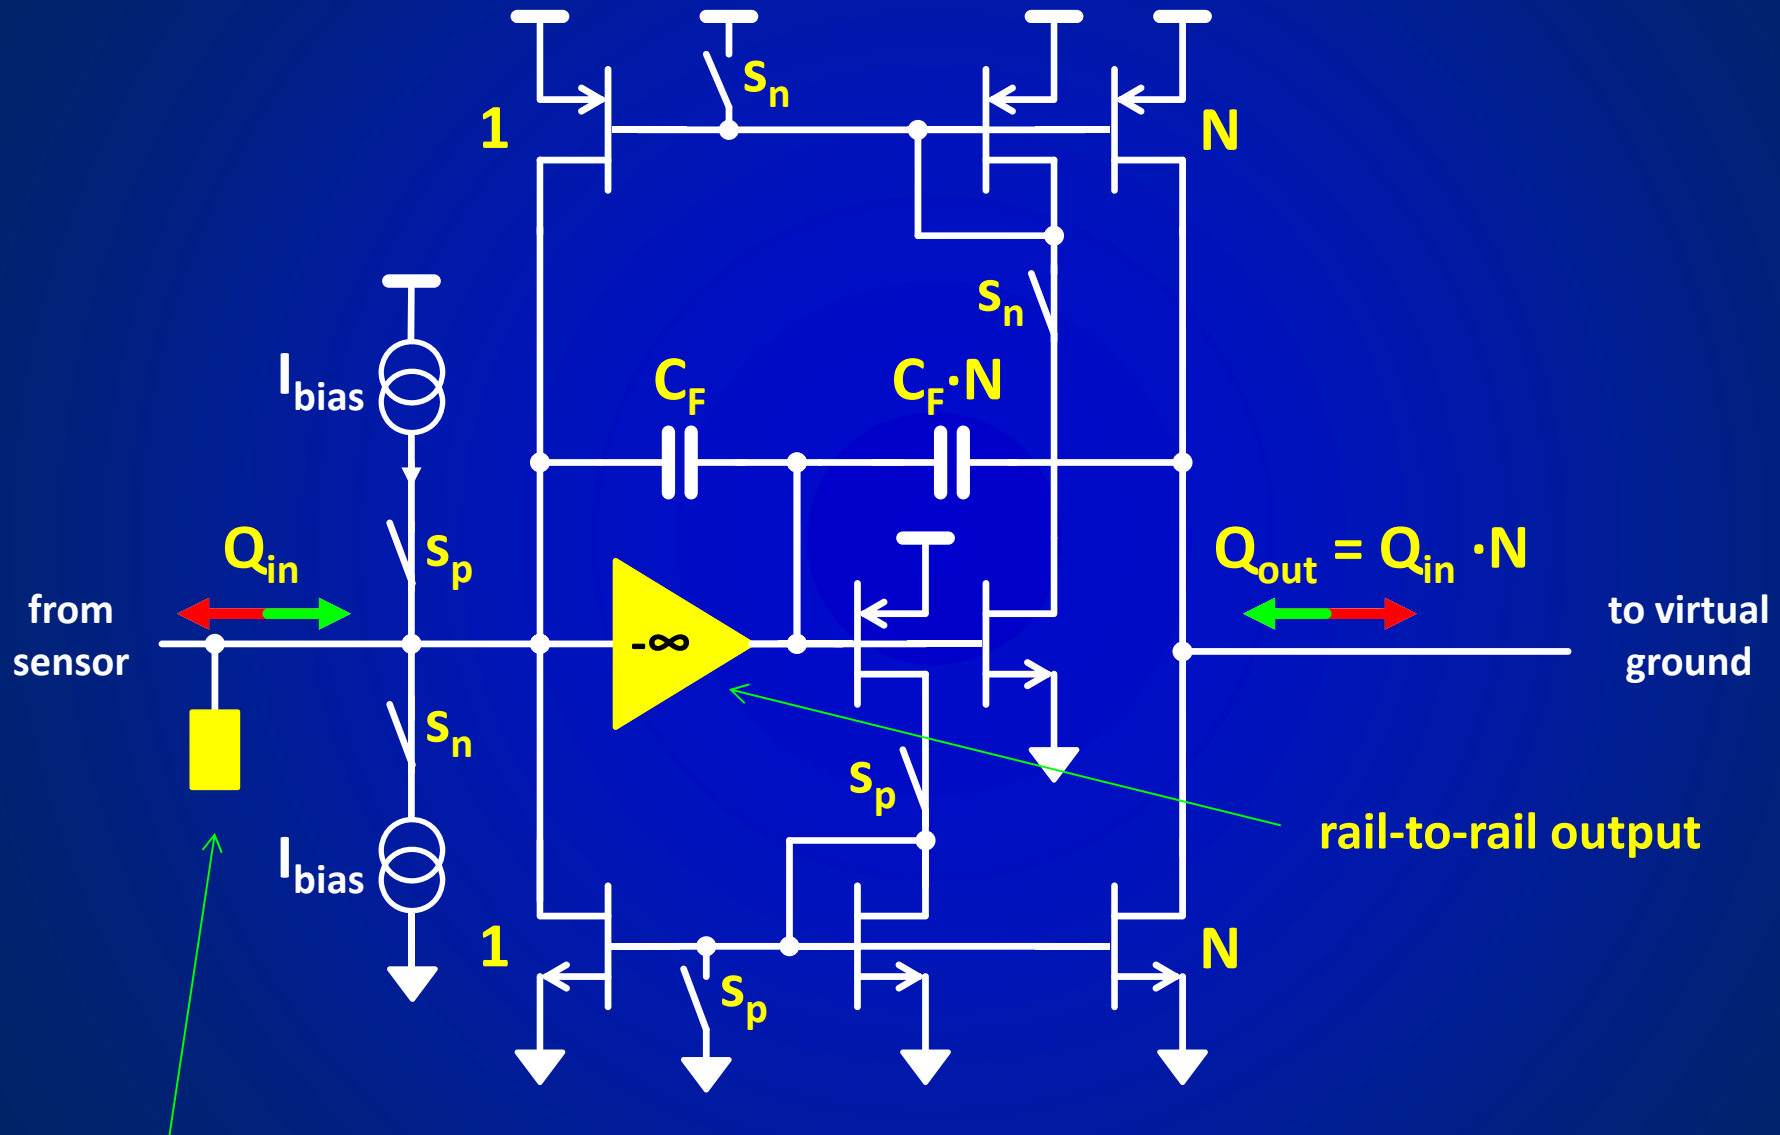 sn
1
N
sn
Ibias
CF
CF·N
Qin
sp
Qout = Qin ·N
from
sensor
-∞
to virtual
ground
sn
sp
rail-to-rail output
Ibias
1
sp
N